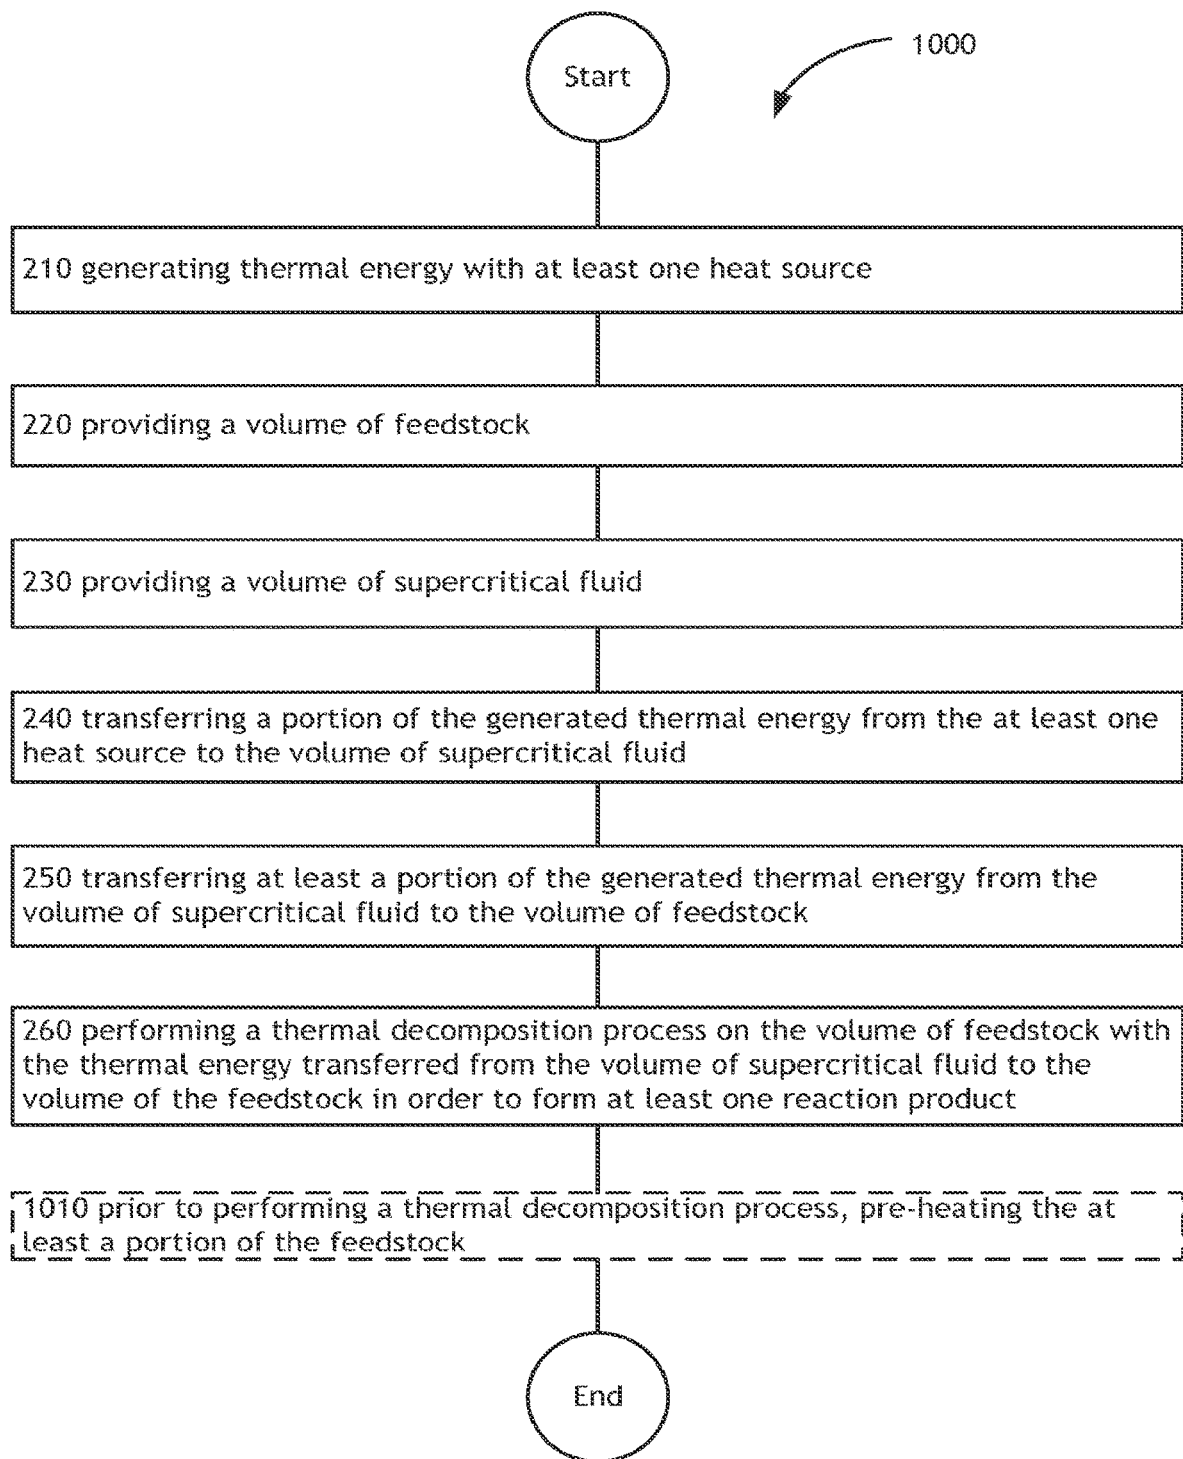 Start
1000
210 generating thermal energy with at least one heat source
220 providing a volume of feedstock
230 providing a volume of supercritical fluid
240 transferring a portion of the generated thermal energy from the at least one
heat source to the volume of supercritical fluid
250 transferring at least a portion of the generated thermal energy from the
volume of supercritical fluid to the volume of feedstock
260 performing a thermal decomposition process on the volume of feedstock with
the thermal energy transferred from the volume of supercritical fluid to the
volume of the feedstock in order to form at least one reaction product
1010 prior to performing a thermal decomposition process, pre-heating the at
least a portion of the feedstock
End